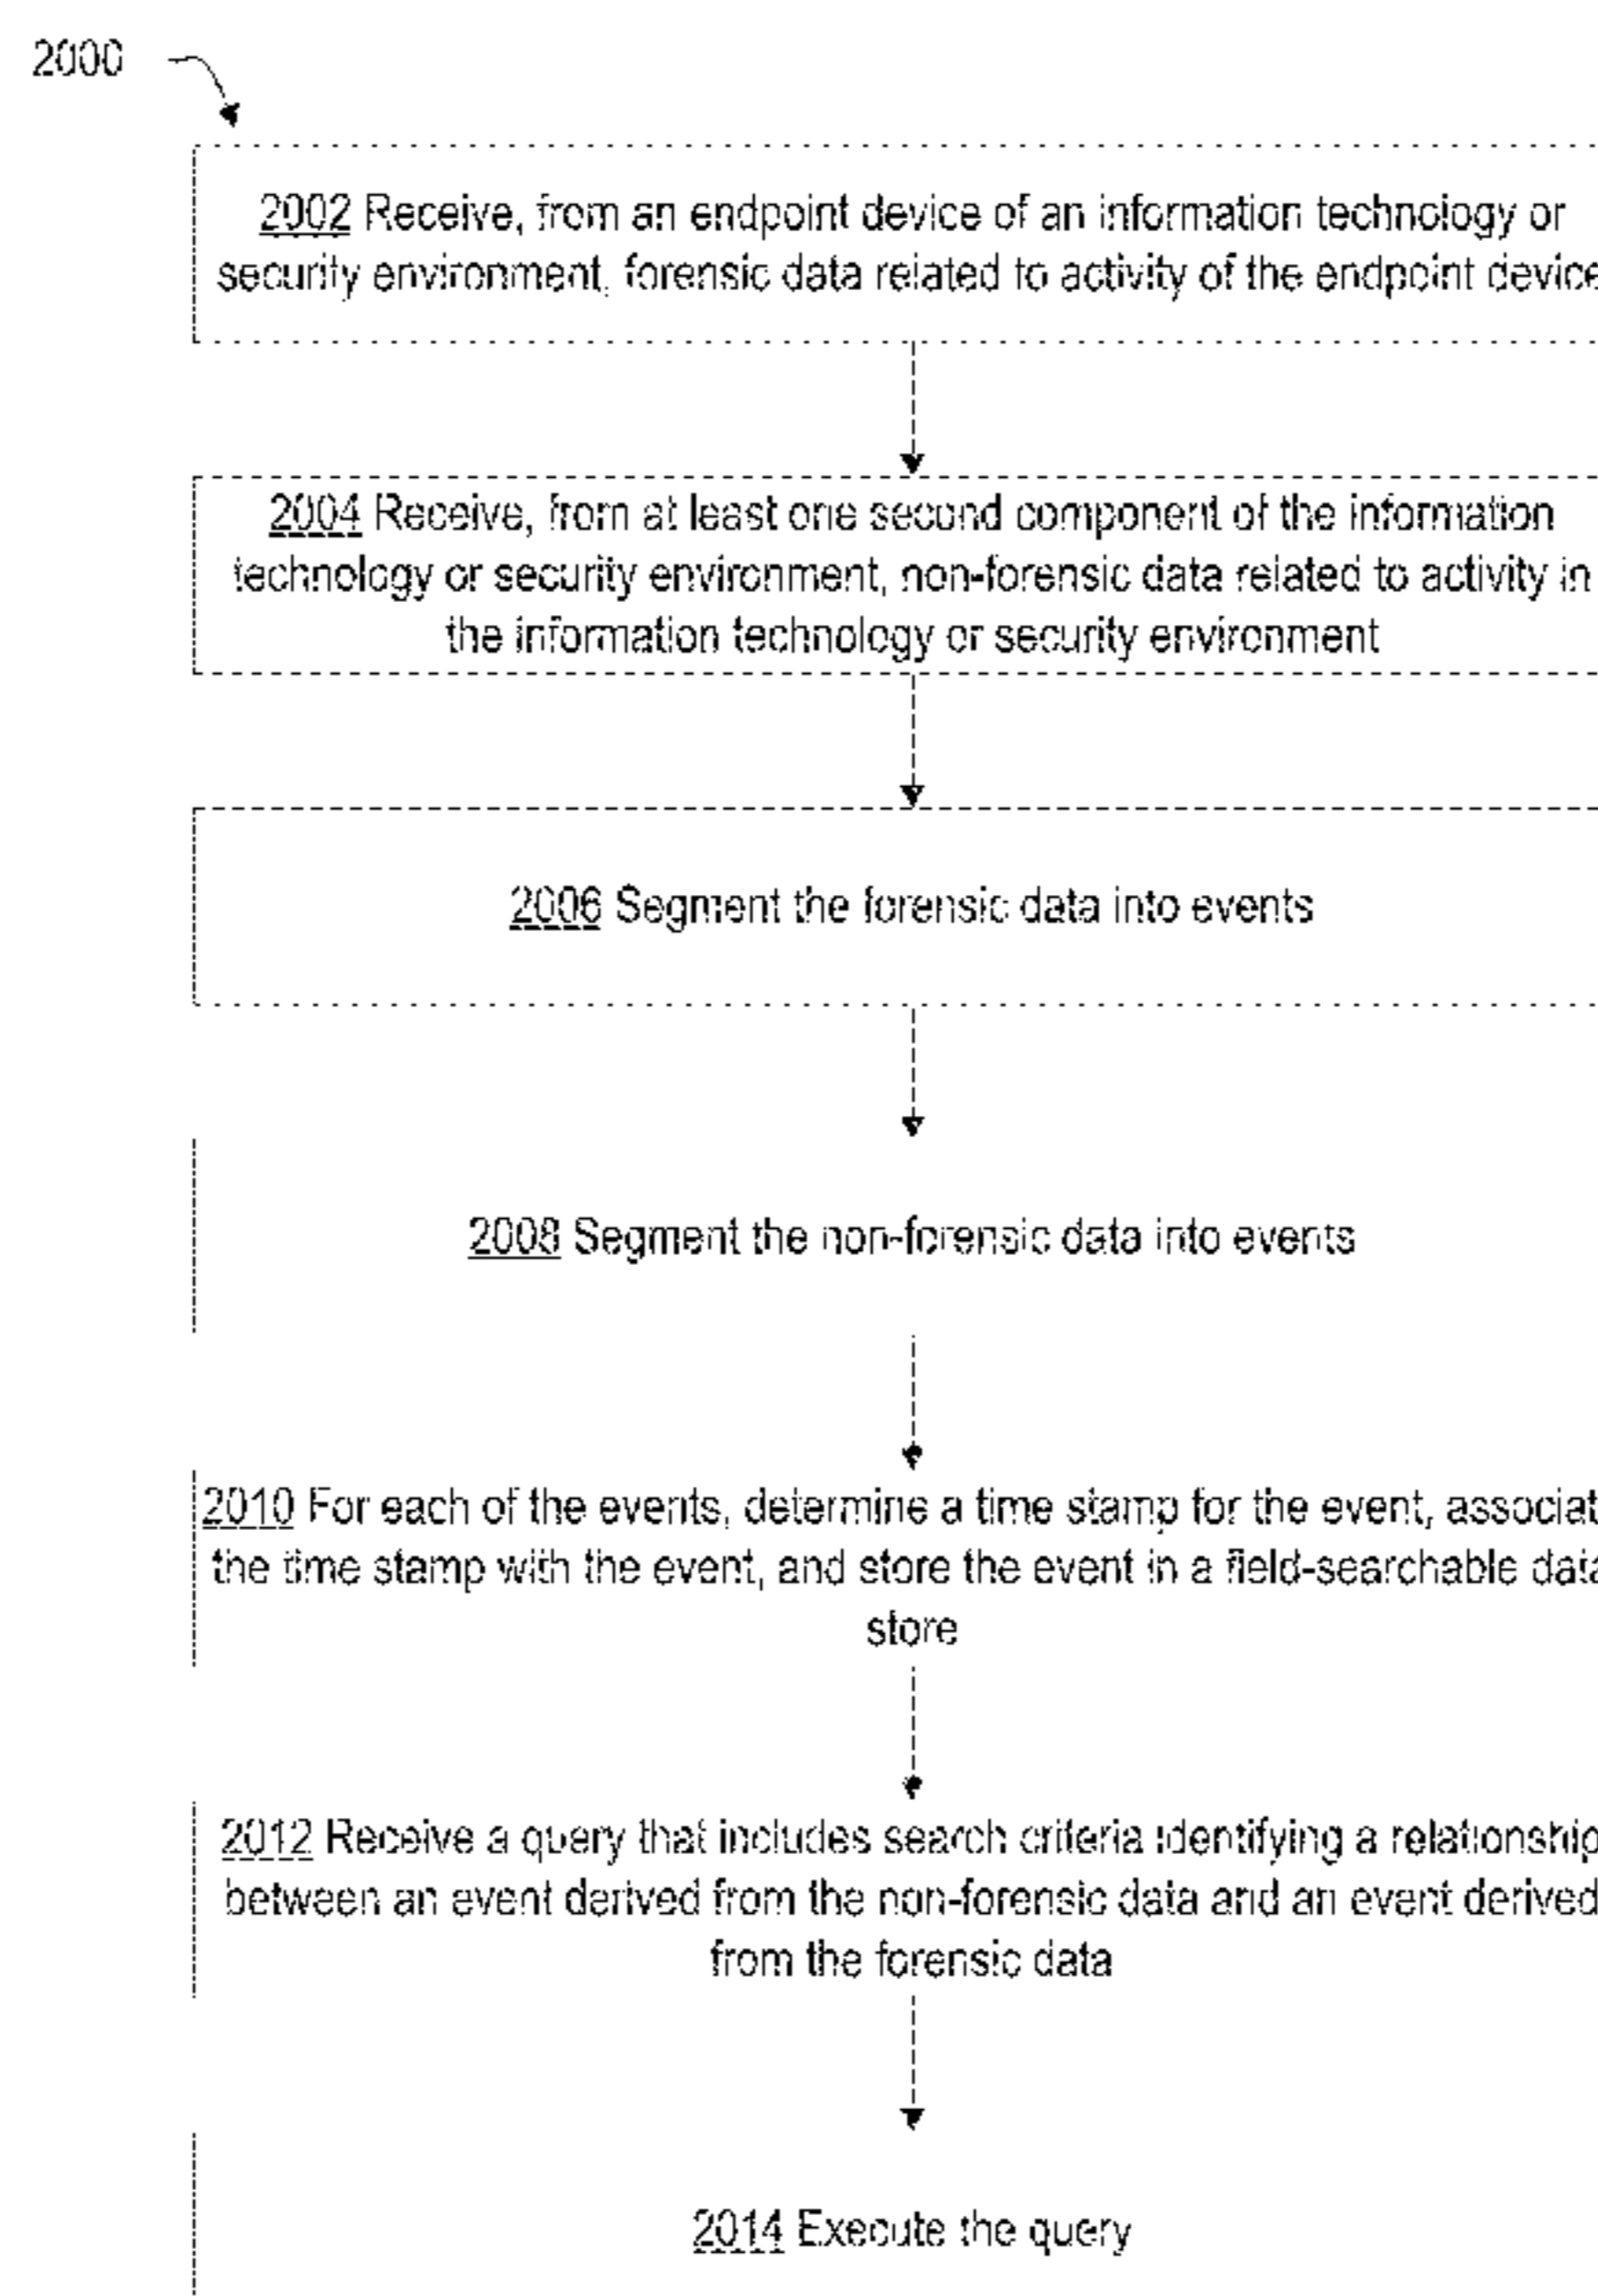 2000
2002 Receive, from an endpoint device of an information technology or
security environment, forensic data related to activity of the endpoint device
2004 Receive, from at least one second component of the information
technology or security environment, non-forensic data related to activity in
the information technology or security environment
2006 Segment the forensic data into events
2008 Segment the non-forensic data into events
2010 For each of the events, determine a time stamp for the event, associat
the time stamp with the event, and store the event in a field-searchable data
store
2012 Receive a query that includes search criteria identifying a relationship
between an event derived from the non-forensic data and an event derived
from the forensic data
2014 Execute the query